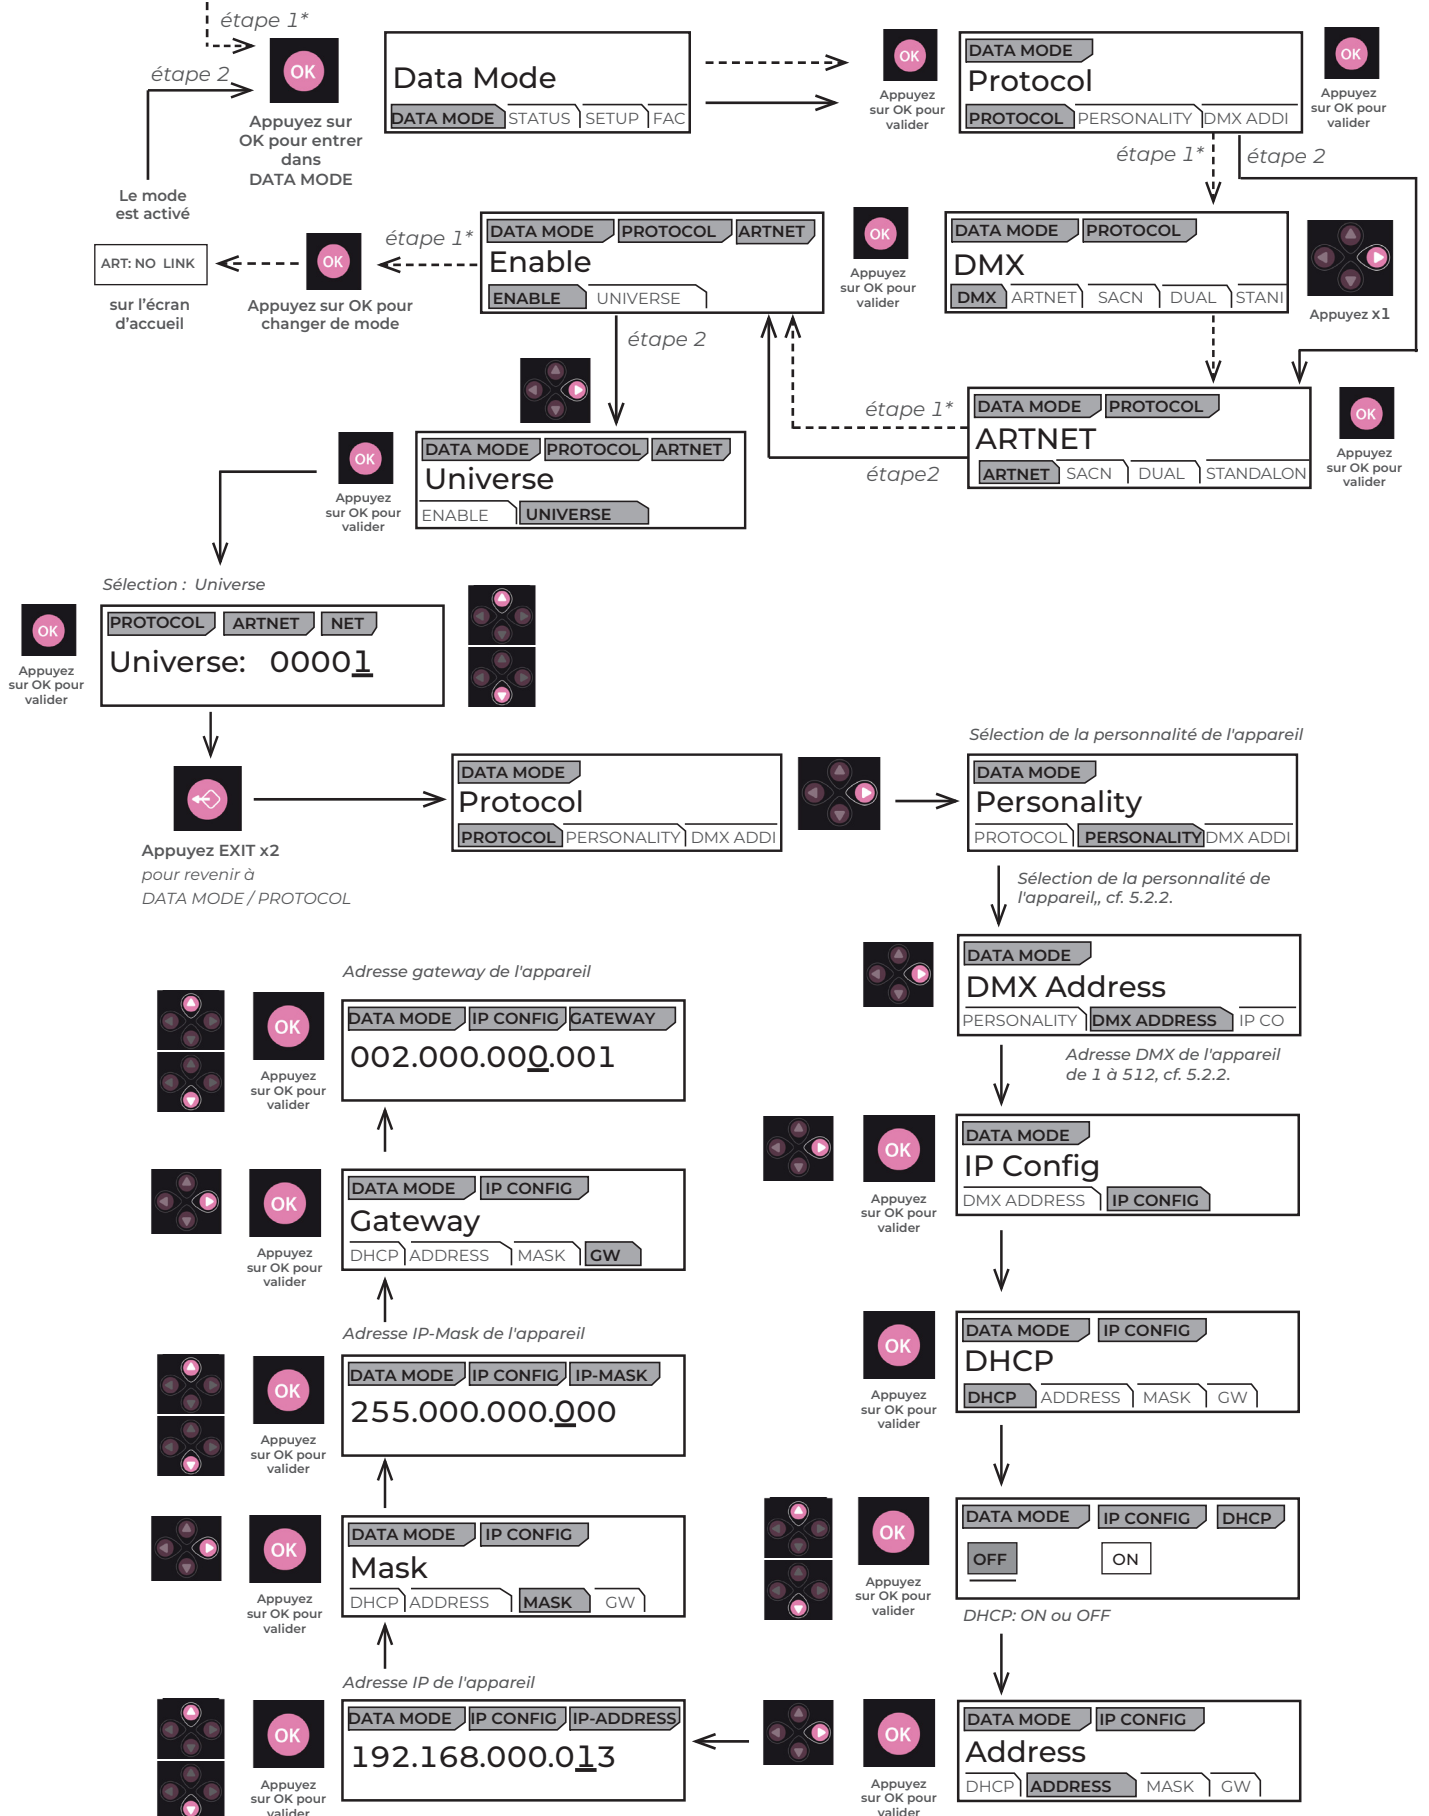 étape 1*
étape 2
OK
Appuyez sur
OK pour entrer
dans
DATA MODE
Data Mode
DATA MODE STATUS SETUP FAC
OK
Appuyez
sur OK pour
valider
DATA MODE
Protocol
PROTOCOL PERSONALITY DMX ADDI
OK
Appuyez
sur OK pour
valider
étape 1*
étape 2
Le mode
est activé
ART: NO LINK
sur l'écran
d'accueil
OK
Appuyez sur OK pour
changer de mode
étape 1*
DATA MODE PROTOCOL ARTNET
Enable
ENABLE UNIVERSE
OK
Appuyez
sur OK pour
valider
DATA MODE PROTOCOL
DMX
DMX ARTNET SACN DUAL STANI
Appuyez x1
étape 2
étape 1*
étape2
DATA MODE PROTOCOL
ARTNET
ARTNET SACN DUAL STANDALON
OK
Appuyez
sur OK pour
valider
OK
Appuyez
sur OK pour
valider
DATA MODE PROTOCOL ARTNET
Universe
ENABLE UNIVERSE
Sélection : Universe
OK
Appuyez
sur OK pour
valider
PROTOCOL ARTNET NET
Universe: 00001
Appuyez EXIT x2
pour revenir à
DATA MODE / PROTOCOL
DATA MODE
Protocol
PROTOCOL PERSONALITY DMX ADDI
Sélection de la personnalité de l'appareil
DATA MODE
Personality
PROTOCOL PERSONALITY DMX ADDI
Sélection de la personnalité de
l'appareil,, cf. 5.2.2.
DATA MODE
DMX Address
PERSONALITY DMX ADDRESS IP CO
Adresse DMX de l'appareil
de 1 à 512, cf. 5.2.2.
OK
Appuyez
sur OK pour
valider
DATA MODE
IP Config
DMX ADDRESS IP CONFIG
OK
Appuyez
sur OK pour
valider
DATA MODE IP CONFIG
DHCP
DHCP ADDRESS MASK GW
OK
Appuyez
sur OK pour
valider
DATA MODE IP CONFIG DHCP
OFF ON
DHCP: ON ou OFF
OK
Appuyez
sur OK pour
valider
DATA MODE IP CONFIG
Address
DHCP ADDRESS MASK GW
Adresse IP de l'appareil
OK
Appuyez
sur OK pour
valider
DATA MODE IP CONFIG IP-ADDRESS
192.168.000.013
OK
Appuyez
sur OK pour
valider
DATA MODE IP CONFIG
Mask
DHCP ADDRESS MASK GW
Adresse IP-Mask de l'appareil
OK
Appuyez
sur OK pour
valider
DATA MODE IP CONFIG IP-MASK
255.000.000.000
OK
Appuyez
sur OK pour
valider
DATA MODE IP CONFIG
Gateway
DHCP ADDRESS MASK GW
Adresse gateway de l'appareil
OK
Appuyez
sur OK pour
valider
DATA MODE IP CONFIG GATEWAY
002.000.000.001